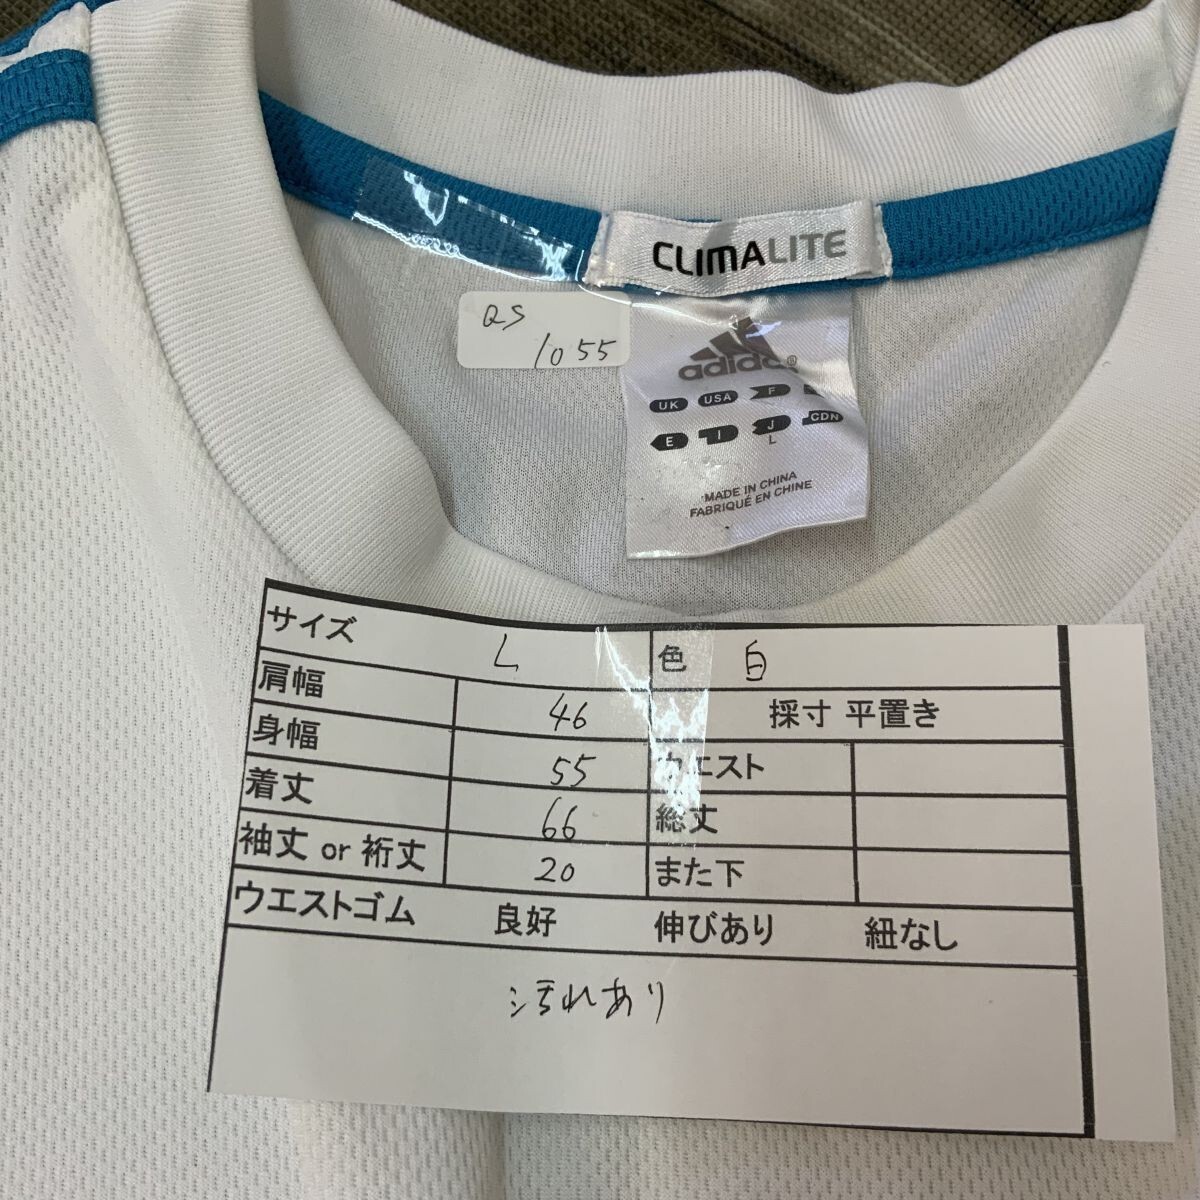 CLIMALITE
QS
1055
adidas®
UK USA F
E I J CDN
L
MADE IN CHINA
FABRIQUÉ EN CHINE
サイズ L 色 白
肩幅 46 採寸 平置き
身幅 55 ウエスト
着丈 66 総丈
袖丈 or 裄丈 20 また下
ウエストゴム 良好 伸びあり 紐なし
汚れあり